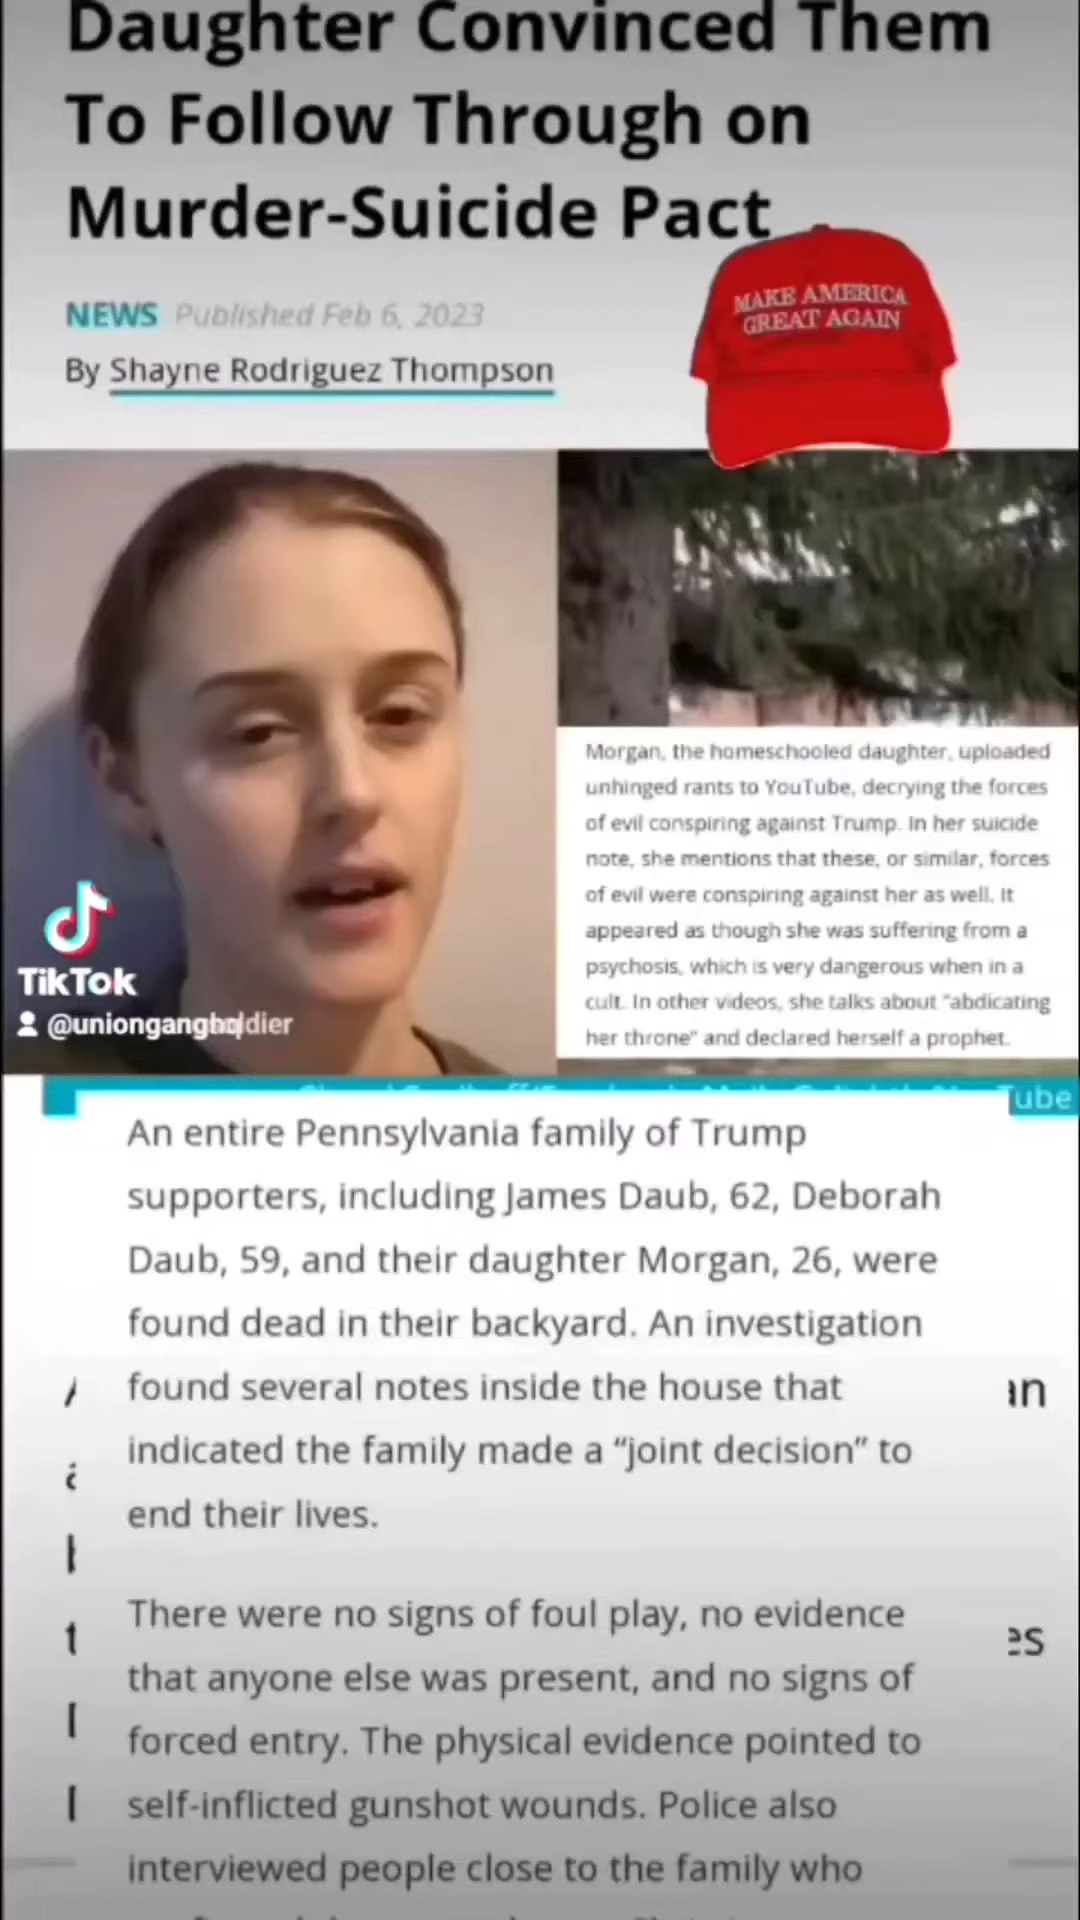 Daughter Convinced Them
To Follow Through on
Murder-Suicide Pact
NEWS Published Feb 6, 2023
By Shayne Rodriguez Thompson
MAKE AMERICA
GREAT AGAIN
Morgan, the homeschooled daughter, uploaded
unhinged rants to YouTube, decrying the forces
of evil conspiring against Trump. In her suicide
note, she mentions that these, or similar, forces
of evil were conspiring against her as well. It
appeared as though she was suffering from a
psychosis, which is very dangerous when in a
cult. In other videos, she talks about "abdicating
her throne" and declared herself a prophet.
TikTok
ube
An entire Pennsylvania family of Trump
supporters, including James Daub, 62, Deborah
Daub, 59, and their daughter Morgan, 26, were
found dead in their backyard. An investigation
found several notes inside the house that
indicated the family made a “joint decision” to
end their lives.
There were no signs of foul play, no evidence
that anyone else was present, and no signs of
forced entry. The physical evidence pointed to
self-inflicted gunshot wounds. Police also
interviewed people close to the family who